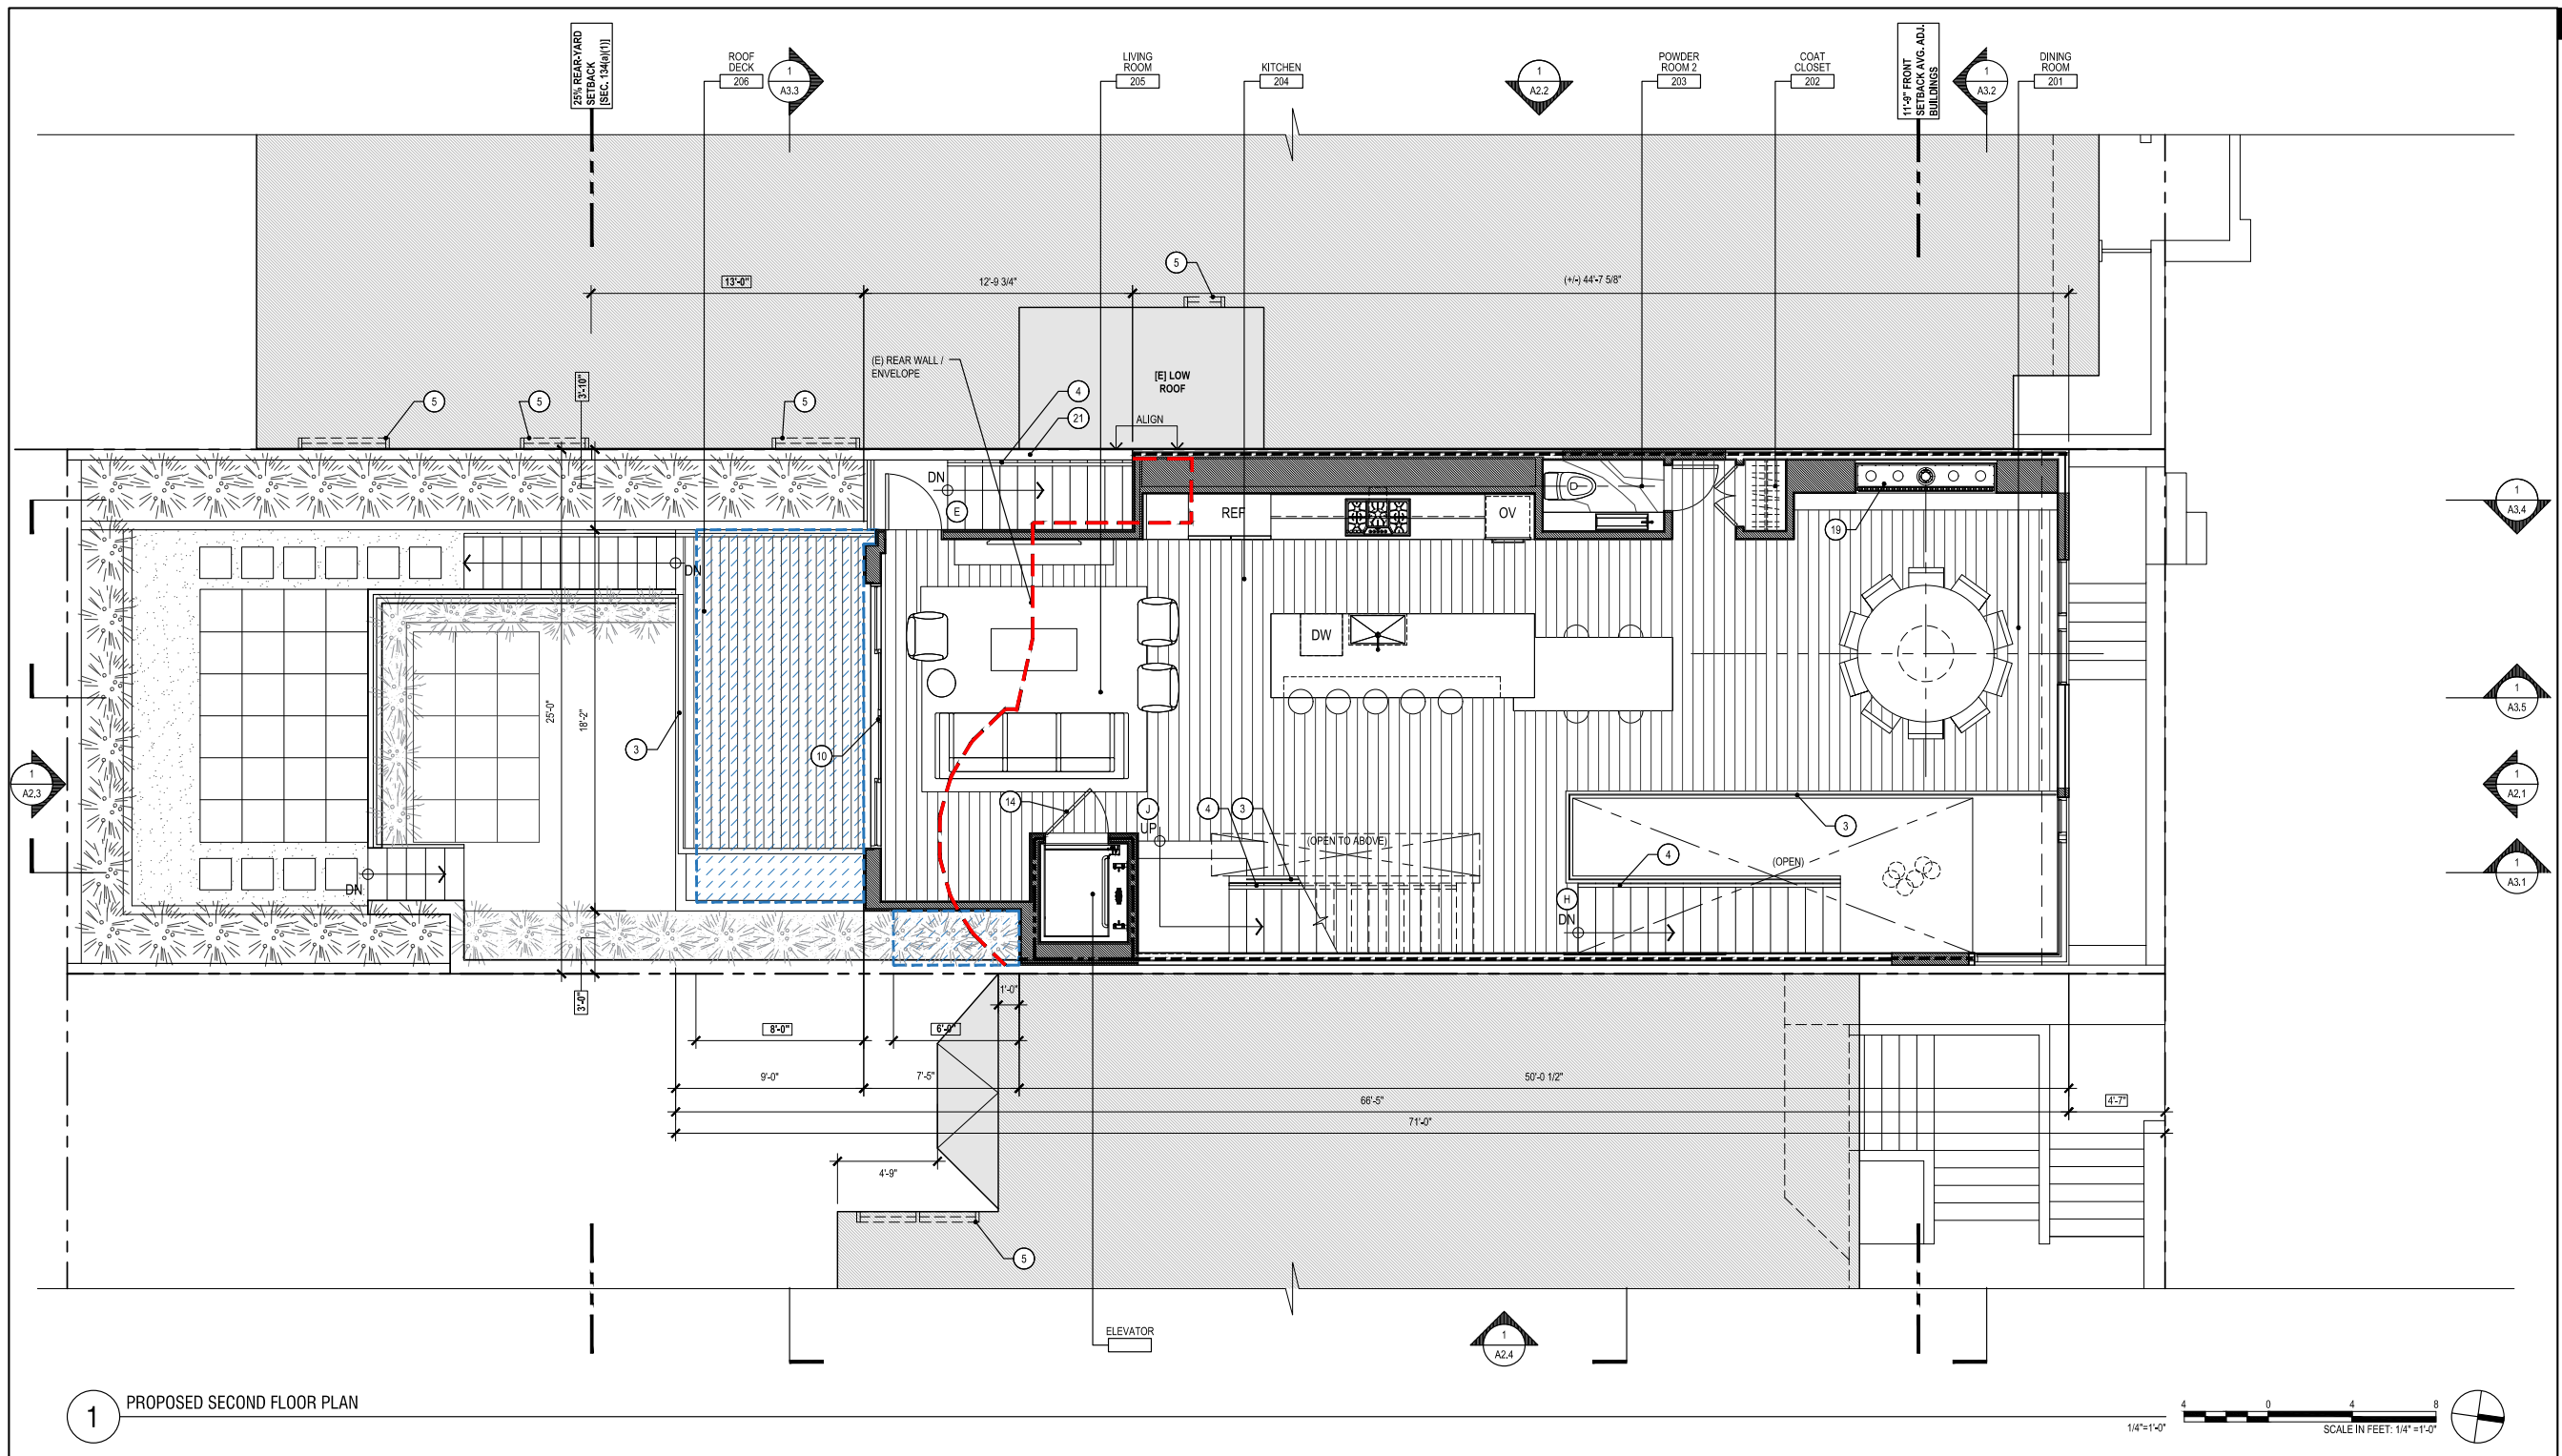 25% REAR-YARD
SETBACK
[SEC. 134(a)(1)]
ROOF
DECK
206
1
A3.3
LIVING
ROOM
205
KITCHEN
204
1
A2.2
POWDER
ROOM 2
203
COAT
CLOSET
202
11'-9" FRONT
SETBACK AVG. ADJ.
BUILDINGS
1
A3.2
DINING
ROOM
201
13'-0"
12'-9 3/4"
5
(+/-) 44'-7 5/8"
(E) REAR WALL /
ENVELOPE
[E] LOW
ROOF
3'-10"
5
5
5
4
21
ALIGN
DN
E
REF
OV
19
1
A3.4
DN
DW
25'-0"
18'-2"
3
10
1
A3.5
1
A2.3
1
A2.1
14
J
UP
4
3
(OPEN TO ABOVE)
3
(OPEN)
4
1
A3.1
DN
H
DN
3'-0"
1'-0"
8'-0"
6'-0"
9'-0"
7'-5"
50'-0 1/2"
66'-5"
4'-7"
71'-0"
4'-9"
5
ELEVATOR
1
A2.4
1
PROPOSED SECOND FLOOR PLAN
1/4"=1'-0"
4 0 4 8
SCALE IN FEET: 1/4" =1'-0"